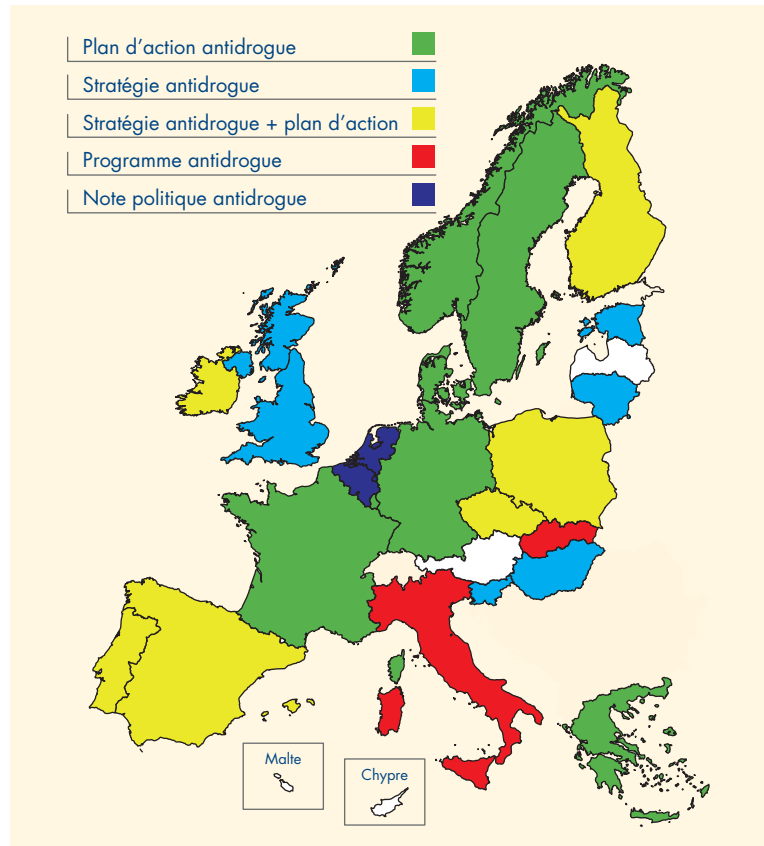 Plan d’action antidrogue
Stratégie antidrogue
Stratégie antidrogue + plan d’action
Programme antidrogue
Note politique antidrogue
Malte
Chypre